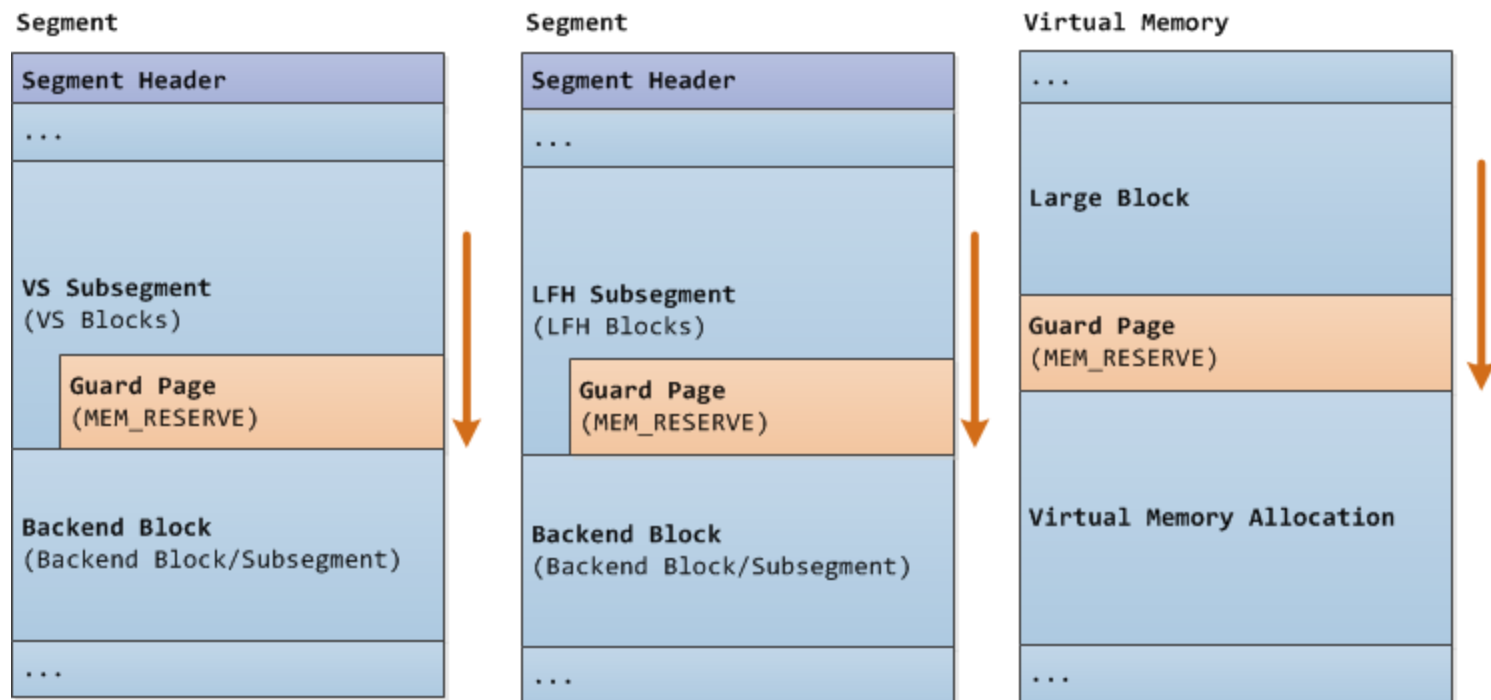 Segment
Segment Header
...
VS Subsegment
(VS Blocks)
Guard Page
(MEM_RESERVE)
Backend Block
(Backend Block/Subsegment)
...
Segment
Segment Header
...
LFH Subsegment
(LFH Blocks)
Guard Page
(MEM_RESERVE)
Backend Block
(Backend Block/Subsegment)
...
Virtual Memory
...
Large Block
Guard Page
(MEM_RESERVE)
Virtual Memory Allocation
...